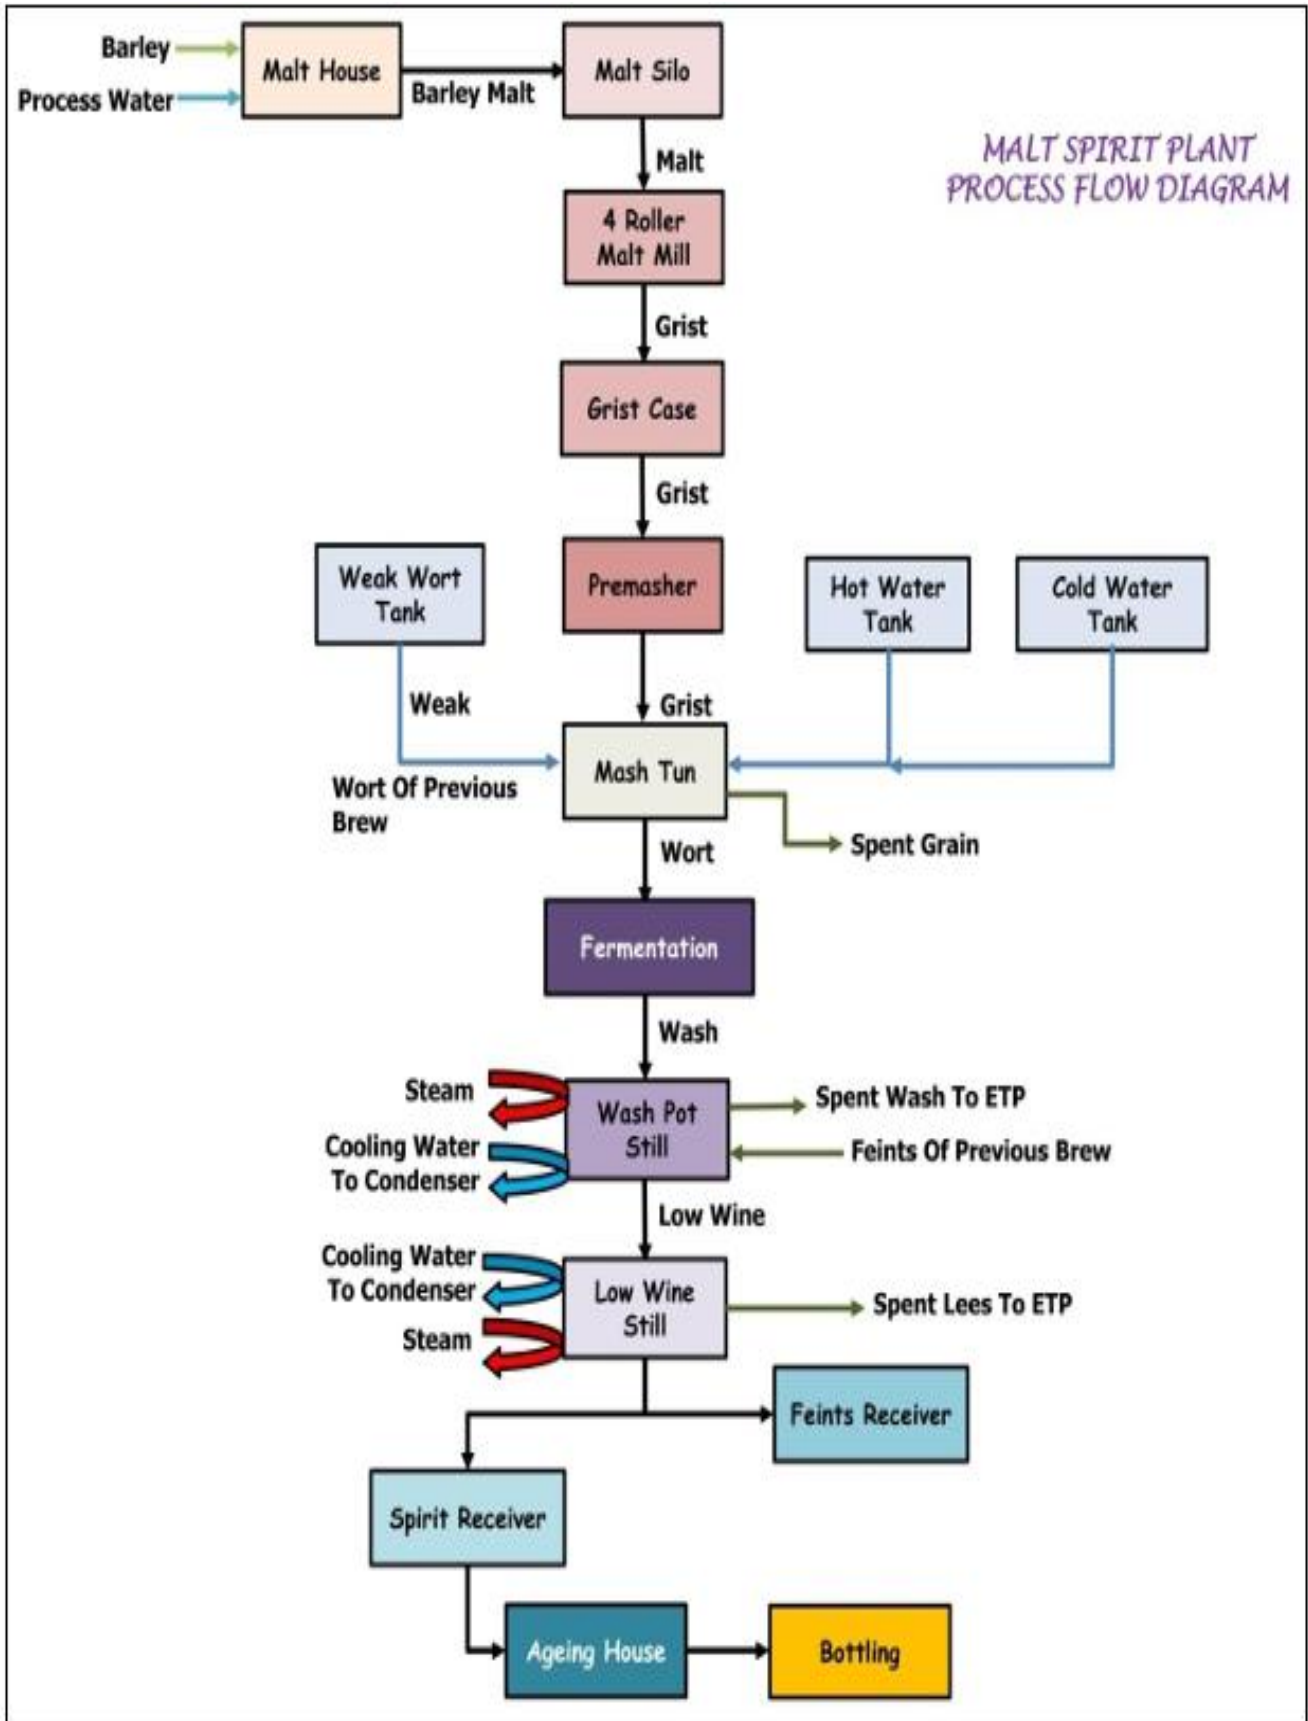 Barley
Process Water
Malt House
Barley Malt
Malt Silo
MALT SPIRIT PLANT
PROCESS FLOW DIAGRAM
Malt
4 Roller
Malt Mill
Grist
Grist Case
Grist
Weak Wort
Tank
Premasher
Hot Water
Tank
Cold Water
Tank
Weak
Grist
Wort Of Previous
Brew
Mash Tun
Spent Grain
Wort
Fermentation
Wash
Steam
Cooling Water
To Condenser
Wash Pot
Still
Spent Wash To ETP
Feints Of Previous Brew
Low Wine
Cooling Water
To Condenser
Steam
Low Wine
Still
Spent Lees To ETP
Feints Receiver
Spirit Receiver
Ageing House
Bottling